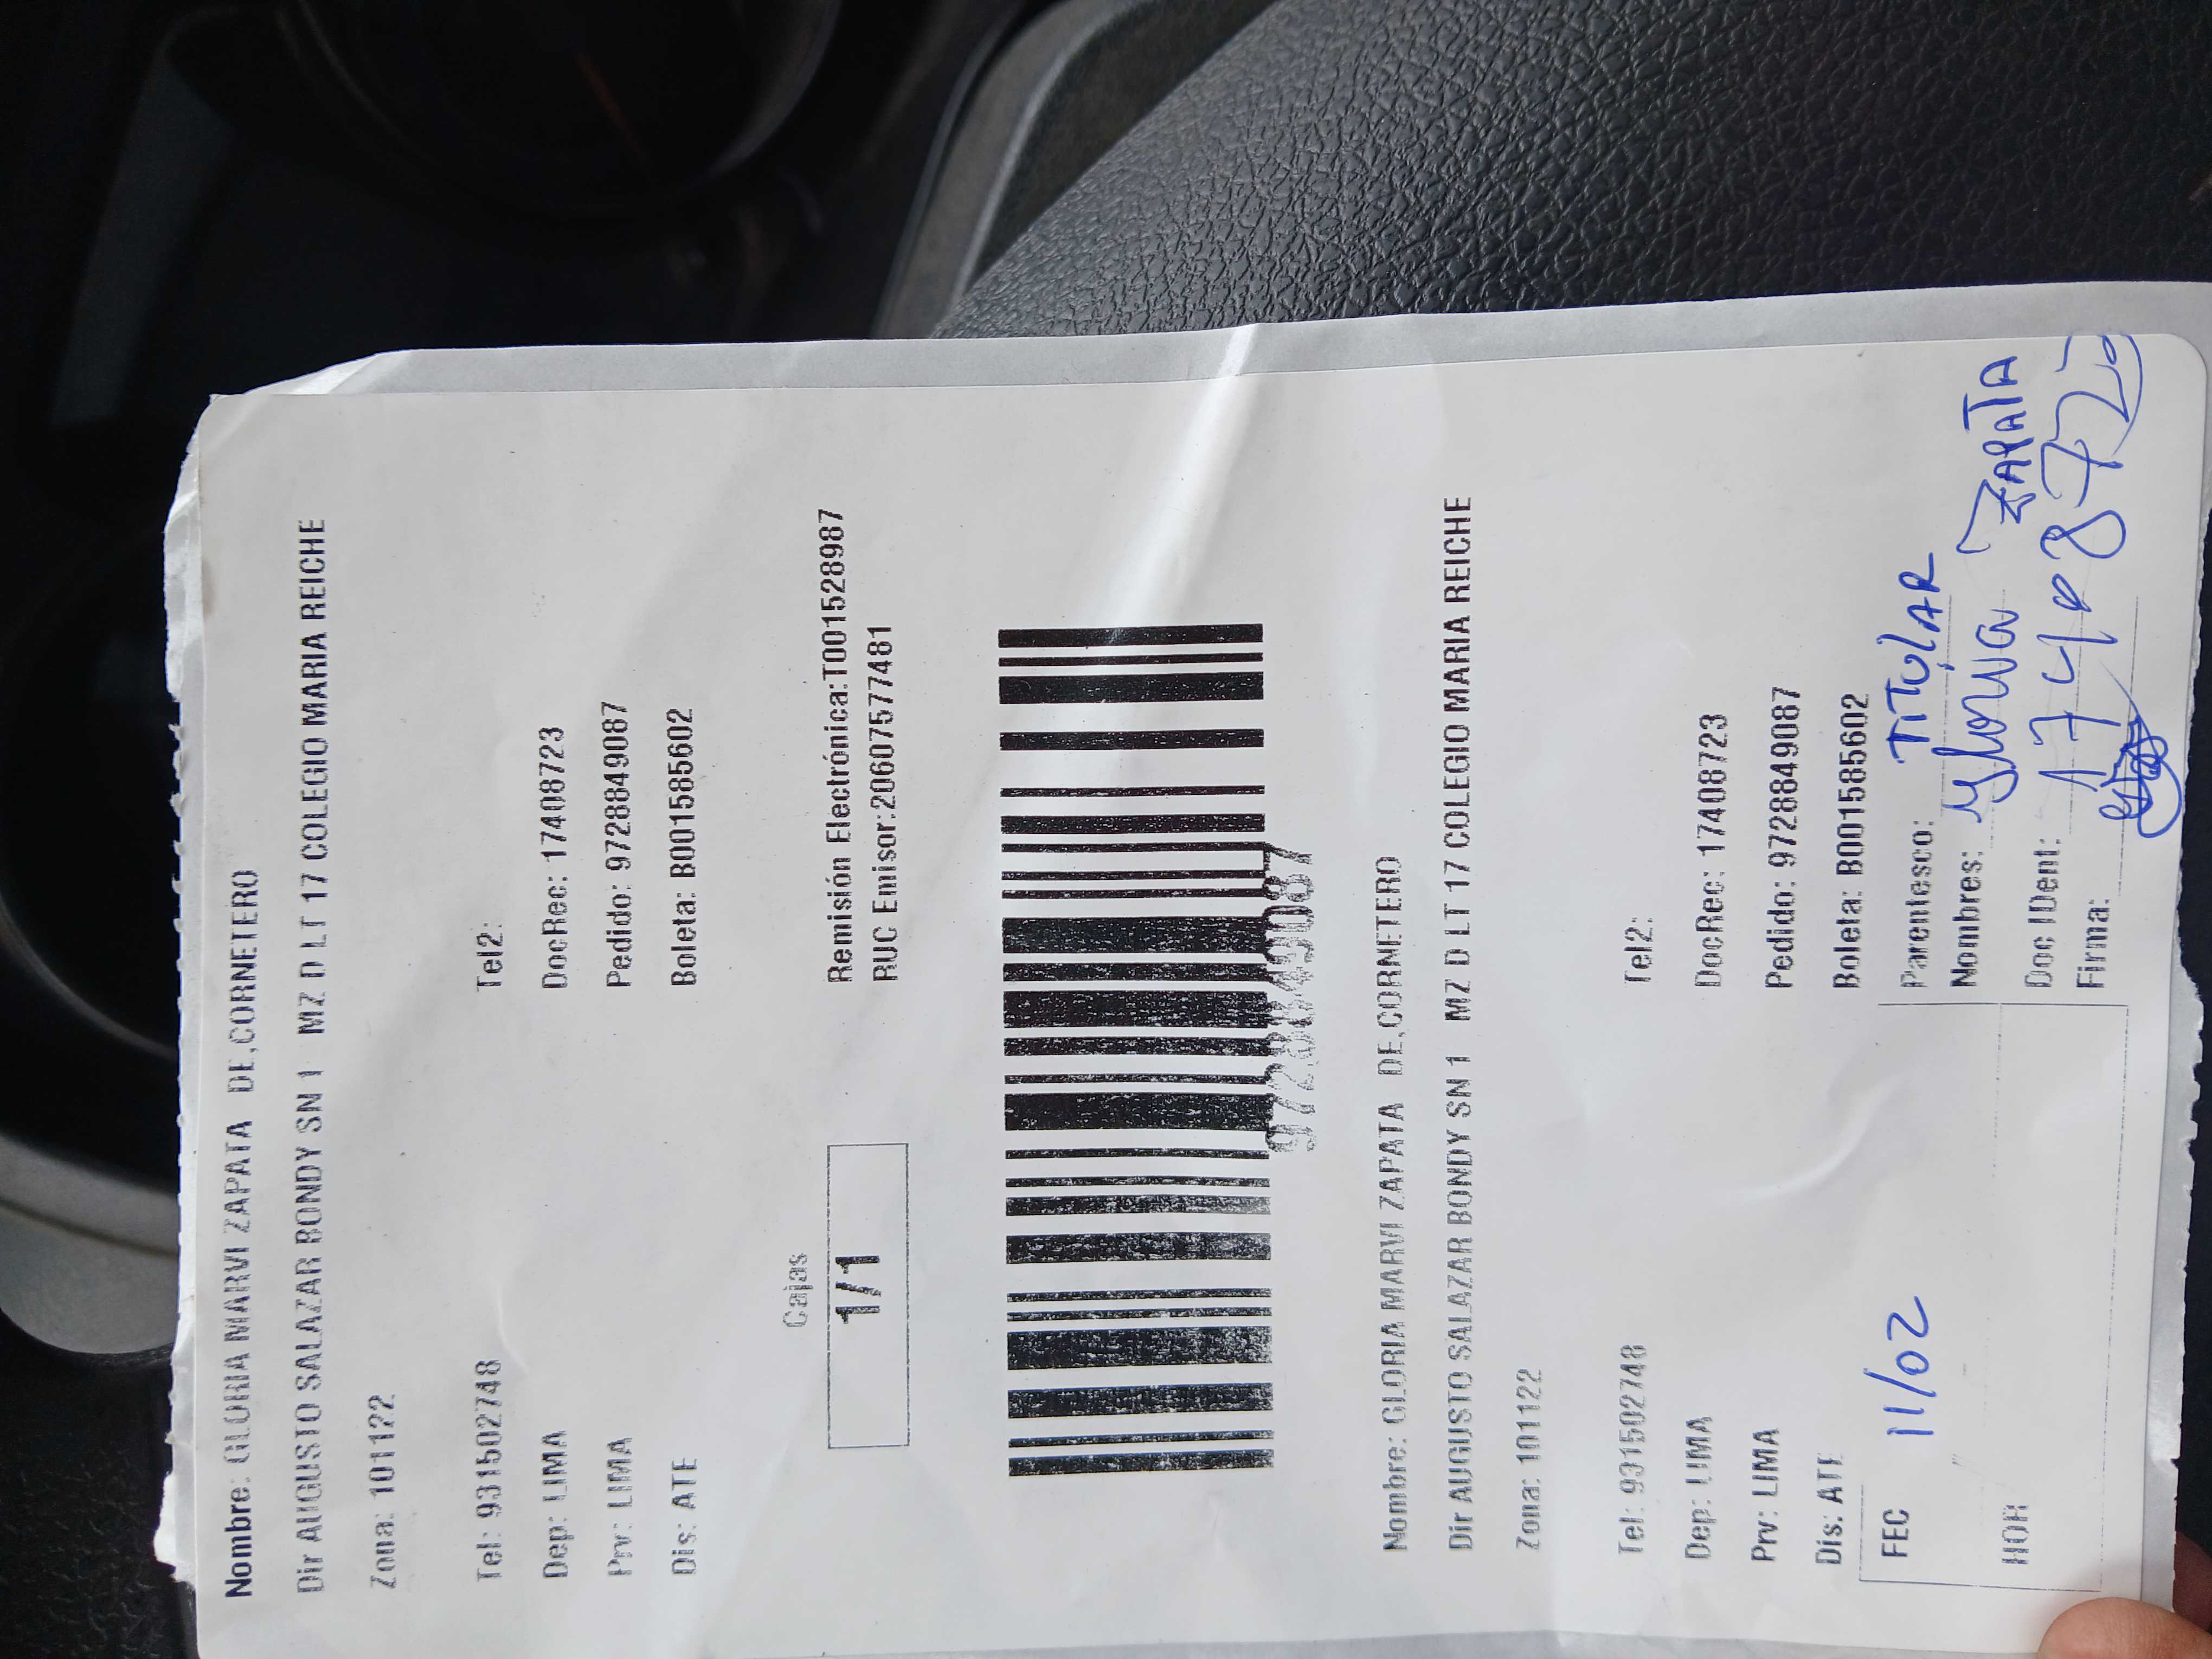 Nombre: GLORIA MARVI ZAPATA DE,CORNETERO
Dir AUGUSTO SALAZAR BONDY SN 1 MZ D LT 17 COLEGIO MARIA REICHE
Zona: 101122
Tel: 931502748 Tel2:
Dep: LIMA DocRec: 17408723
Prv: LIMA Pedido: 972884908​7
Dis: ATE Boleta: B001585602
Cajas
1/1
Remisión Electrónica:T001528987
RUC Emisor:20607577481
9728849087
Nombre: GLORIA MARVI ZAPATA DE,CORNETERO
Dir AUGUSTO SALAZAR BONDY SN 1 MZ D LT 17 COLEGIO MARIA REICHE
Zona: 101122
Tel: 931502748 Tel2:
Dep: LIMA DocRec: 17408723
Prv: LIMA Pedido: 9728849087
Dis: ATE Boleta: B001585602
FEC 11/02 Parentesco: TITULAR
Nombres: Gloria ZAPATA
HOR Doc IDent:
Firma: